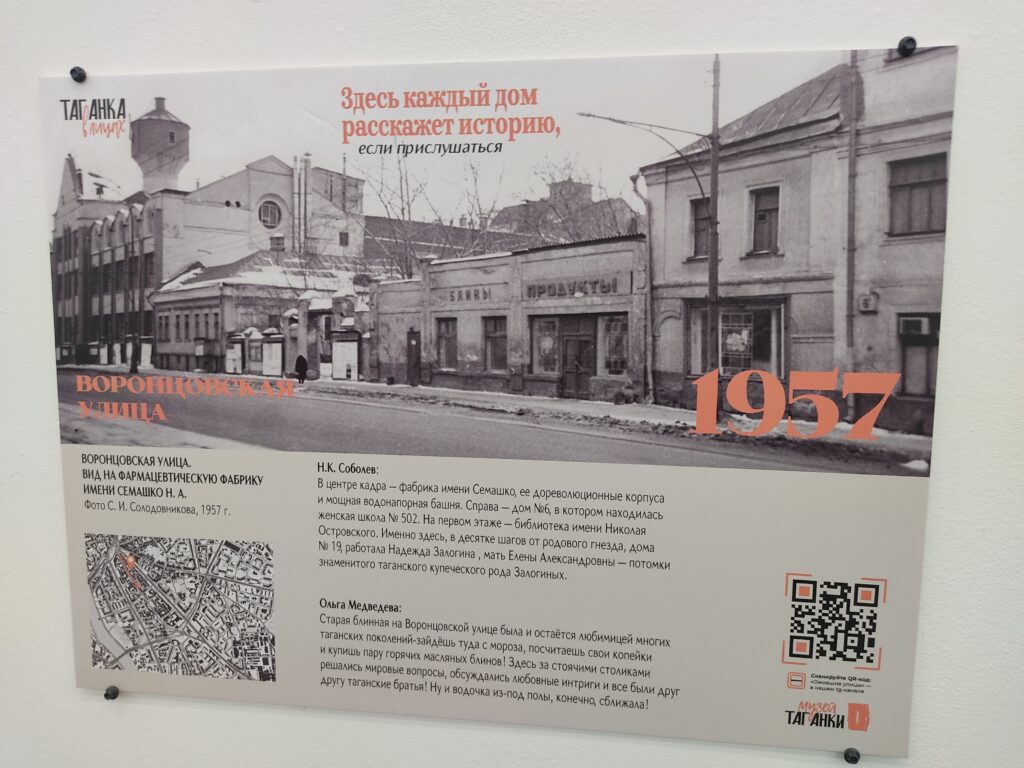 ТАГАНКА
в лицах
Здесь каждый дом
расскажет историю,
если прислушаться
БЛИНЫ
ПРОДУКТЫ
ВОРОНЦОВСКАЯ
УЛИЦА
1957
ВОРОНЦОВСКАЯ УЛИЦА.
ВИД НА ФАРМАЦЕВТИЧЕСКУЮ ФАБРИКУ
ИМЕНИ СЕМАШКО Н. А.
Фото С. И. Солодовникова, 1957 г.
Н.К. Соболев:
В центре кадра — фабрика имени Семашко, ее дореволюционные корпуса
и мощная водонапорная башня. Справа — дом №6, в котором находилась
женская школа № 502. На первом этаже — библиотека имени Николая
Островского. Именно здесь, в десятке шагов от родового гнезда, дома
№ 19, работала Надежда Залогина , мать Елены Александровны — потомки
знаменитого таганского купеческого рода Залогиных.
Ольга Медведева:
Старая блинная на Воронцовской улице была и остаётся любимицей многих
таганских поколений-зайдёшь туда с мороза, посчитаешь свои копейки
и купишь пару горячих масляных блинов! Здесь за стоячими столиками
решались мировые вопросы, обсуждались любовные интриги и все были друг
другу таганские братья! Ну и водочка из-под полы, конечно, сближала!
Сканируйте QR-код:
«Ожившие улицы» —
в нашем tg-канале
музей
ТАГАНКИ